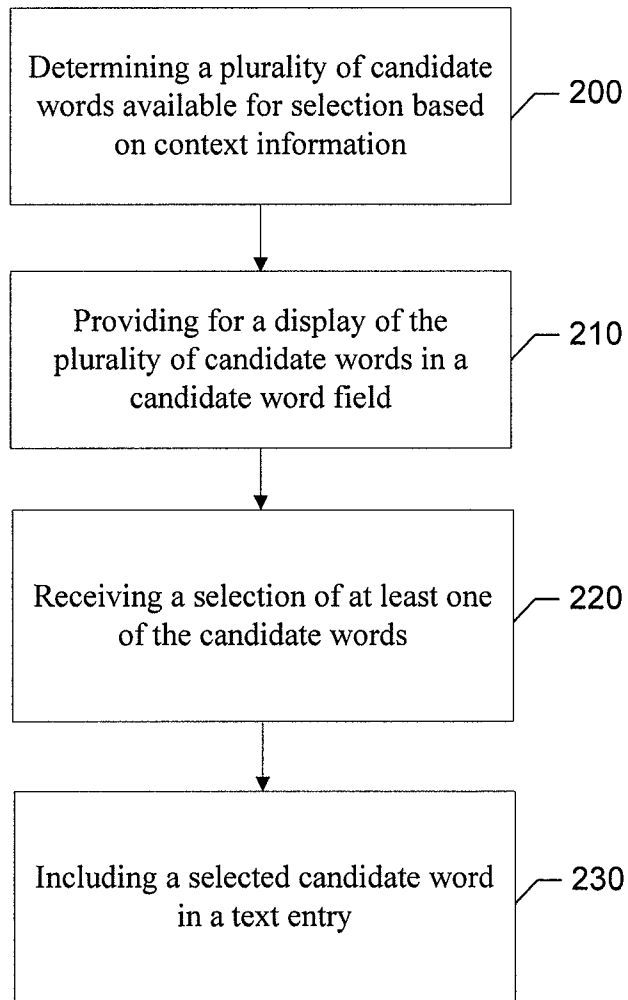 Determining a plurality of candidate
words available for selection based
on context information
200
Providing for a display of the
plurality of candidate words in a
candidate word field
210
Receiving a selection of at least one
of the candidate words
220
Including a selected candidate word
in a text entry
230